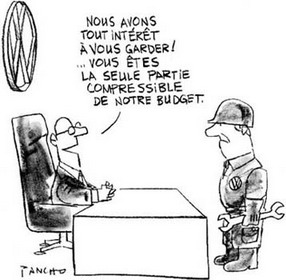 NOUS AVONS
TOUT INTÉRÊT
À VOUS GARDER!
...VOUS ÊTES
LA SEULE PARTIE
COMPRESSIBLE
DE NOTRE BUDGET.
PANCHO